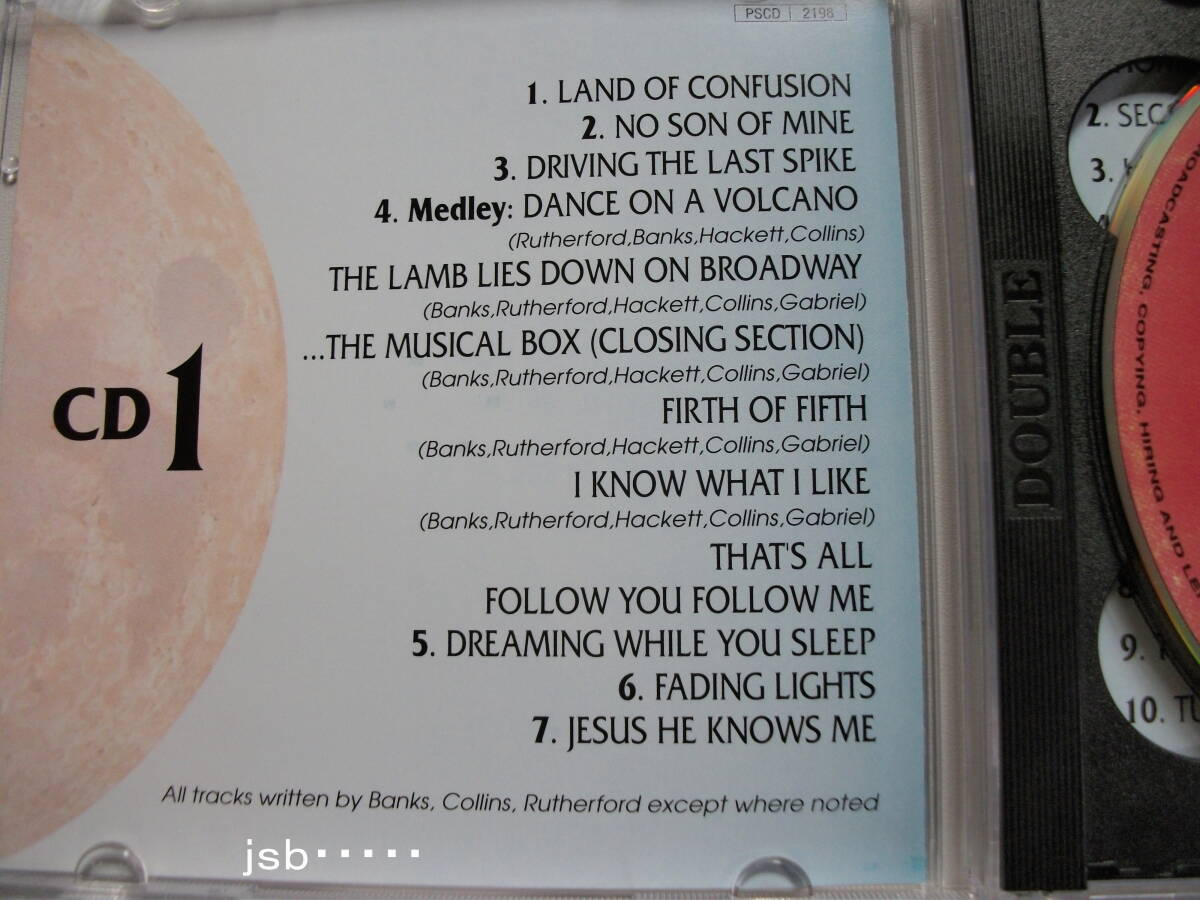 PSCD 2198
1. LAND OF CONFUSION
2. NO SON OF MINE
3. DRIVING THE LAST SPIKE
4. Medley: DANCE ON A VOLCANO
(Rutherford,Banks,Hackett,Collins)
THE LAMB LIES DOWN ON BROADWAY
(Banks,Rutherford,Hackett,Collins,Gabriel)
...THE MUSICAL BOX (CLOSING SECTION)
(Banks,Rutherford,Hackett,Collins,Gabriel)
FIRTH OF FIFTH
(Banks,Rutherford,Hackett,Collins,Gabriel)
I KNOW WHAT I LIKE
(Banks,Rutherford,Hackett,Collins,Gabriel)
THAT'S ALL
FOLLOW YOU FOLLOW ME
5. DREAMING WHILE YOU SLEEP
6. FADING LIGHTS
7. JESUS HE KNOWS ME
All tracks written by Banks, Collins, Rutherford except where noted
CD 1
jsb·····
DOUBLE
2. SEC
3.
9.
10. TU
BROADCASTING, COPYING, HIRING AND LE